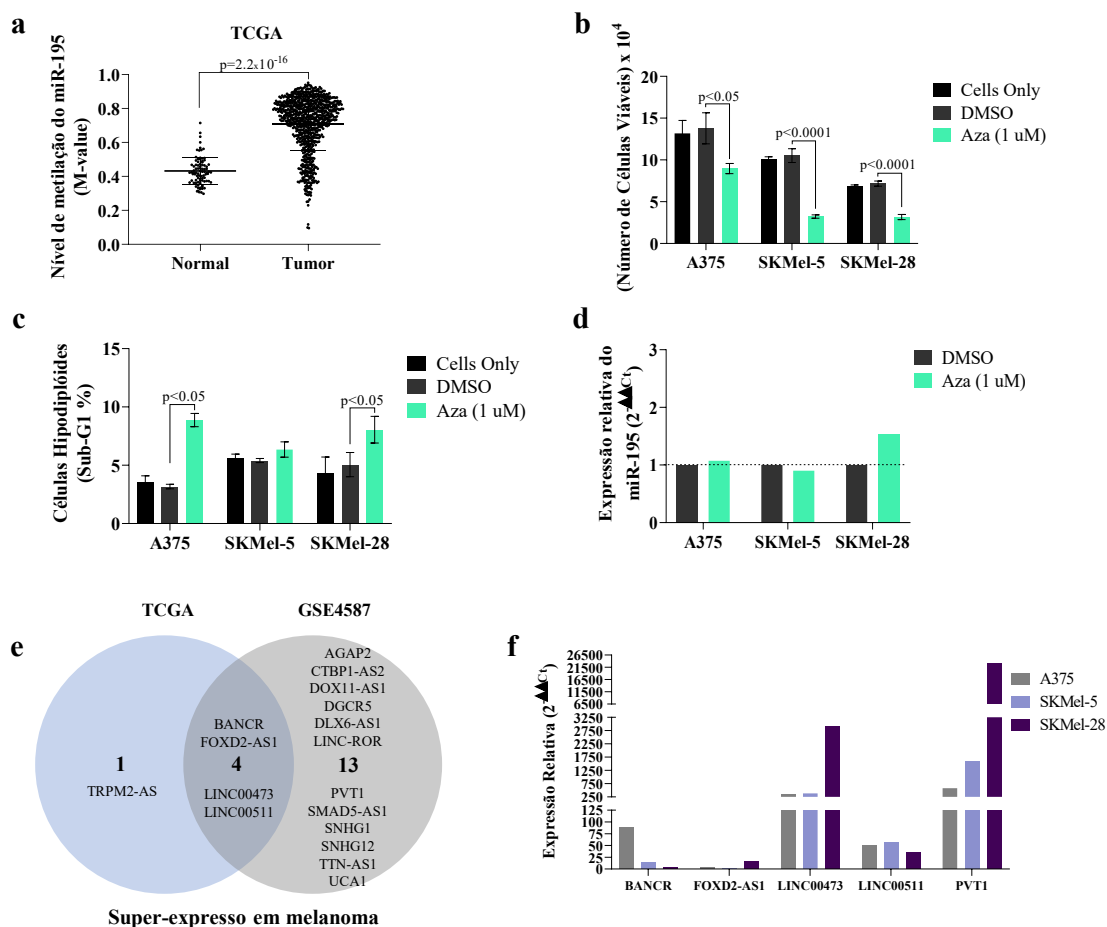 a
TCGA
p=2.2x10-16
Nível de metilação do miR-195
(M-value)
1.0
0.8
0.6
0.4
0.2
0.0
Normal
Tumor
b
(Número de Células Viáveis) x 10⁴
20
15
10
5
0
p<0.05
p<0.0001
p<0.0001
A375
SKMel-5
SKMel-28
Cells Only
DMSO
Aza (1 uM)
c
Células Hipodiplóides
(Sub-G1 %)
15
10
5
0
p<0.05
p<0.05
A375
SKMel-5
SKMel-28
Cells Only
DMSO
Aza (1 uM)
d
Expressão relativa do
miR-195 (2-▲▲Ct)
3
2
1
0
A375
SKMel-5
SKMel-28
DMSO
Aza (1 uM)
e
TCGA
GSE4587
1
TRPM2-AS
BANCR
FOXD2-AS1
4
LINC00473
LINC00511
AGAP2
CTBP1-AS2
DOX11-AS1
DGCR5
DLX6-AS1
LINC-ROR
13
PVT1
SMAD5-AS1
SNHG1
SNHG12
TTN-AS1
UCA1
Super-expresso em melanoma
f
Expressão Relativa (2-▲▲Ct)
26500
21500
16500
11500
6500
3250
2250
1250
750
250
125
100
75
50
25
0
BANCR
FOXD2-AS1
LINC00473
LINC00511
PVT1
A375
SKMel-5
SKMel-28